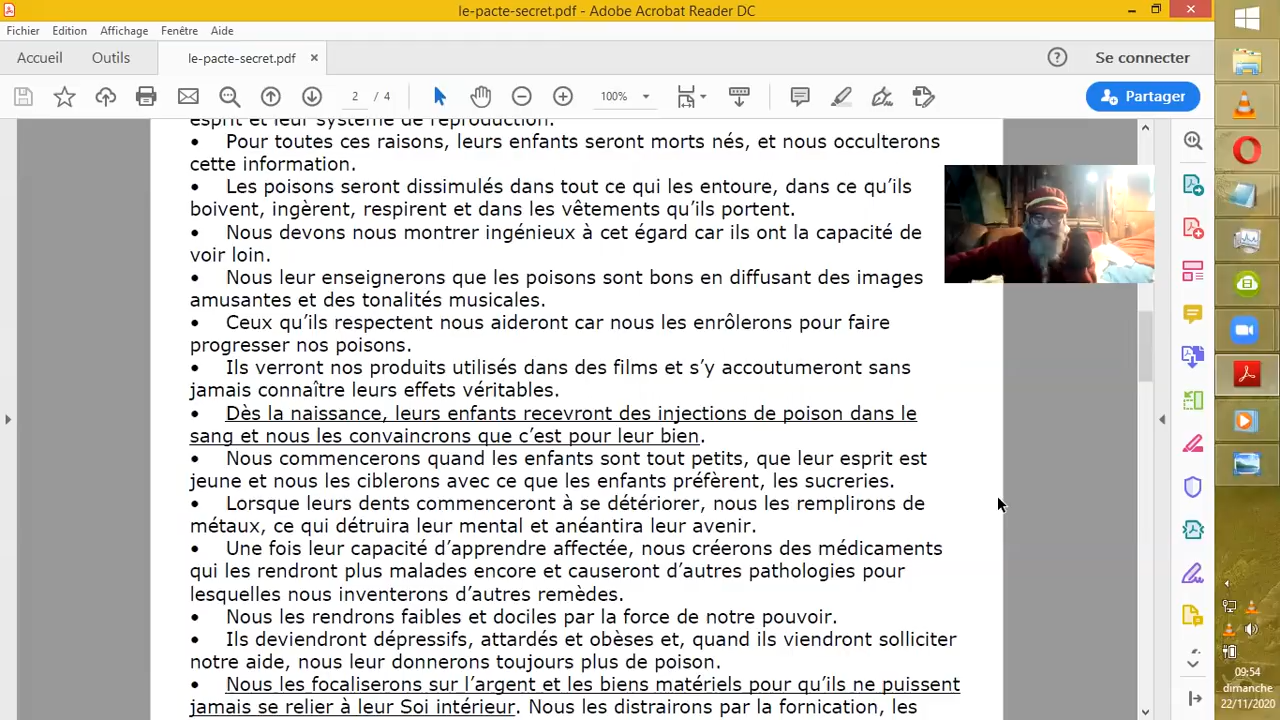 le-pacte-secret.pdf - Adobe Acrobat Reader DC
Fichier Edition Affichage Fenêtre Aide
Accueil Outils le-pacte-secret.pdf × Se connecter
2 / 4 100% Partager
esprit et leur système de reproduction.
• Pour toutes ces raisons, leurs enfants seront morts nés, et nous occulterons
cette information.
• Les poisons seront dissimulés dans tout ce qui les entoure, dans ce qu’ils
boivent, ingèrent, respirent et dans les vêtements qu’ils portent.
• Nous devons nous montrer ingénieux à cet égard car ils ont la capacité de
voir loin.
• Nous leur enseignerons que les poisons sont bons en diffusant des images
amusantes et des tonalités musicales.
• Ceux qu’ils respectent nous aideront car nous les enrôlerons pour faire
progresser nos poisons.
• Ils verront nos produits utilisés dans des films et s’y accoutumeront sans
jamais connaître leurs effets véritables.
• Dès la naissance, leurs enfants recevront des injections de poison dans le
sang et nous les convaincrons que c’est pour leur bien.
• Nous commencerons quand les enfants sont tout petits, que leur esprit est
jeune et nous les ciblerons avec ce que les enfants préfèrent, les sucreries.
• Lorsque leurs dents commenceront à se détériorer, nous les remplirons de
métaux, ce qui détruira leur mental et anéantira leur avenir.
• Une fois leur capacité d’apprendre affectée, nous créerons des médicaments
qui les rendront plus malades encore et causeront d’autres pathologies pour
lesquelles nous inventerons d’autres remèdes.
• Nous les rendrons faibles et dociles par la force de notre pouvoir.
• Ils deviendront dépressifs, attardés et obèses et, quand ils viendront solliciter
notre aide, nous leur donnerons toujours plus de poison.
• Nous les focaliserons sur l’argent et les biens matériels pour qu’ils ne puissent
jamais se relier à leur Soi intérieur. Nous les distrairons par la fornication, les
09:54
dimanche
22/11/2020